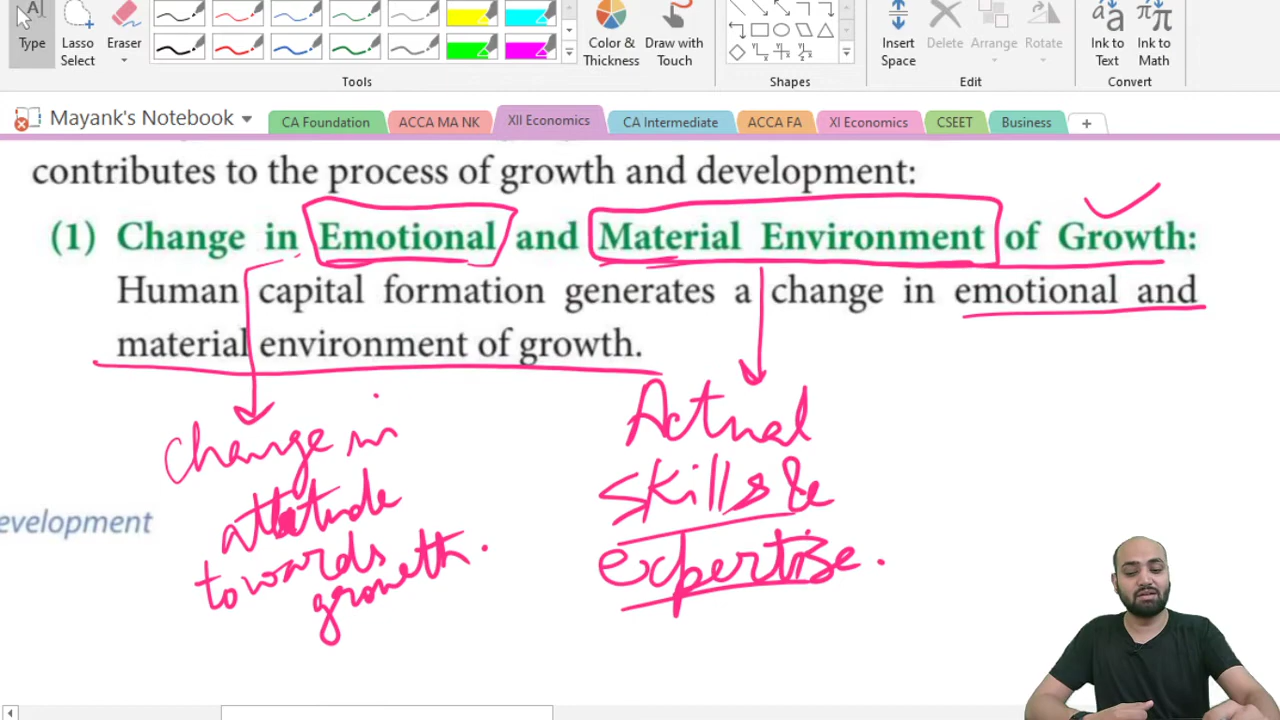 Type
Lasso Select
Eraser
Color & Thickness
Draw with Touch
Insert Space
Delete
Arrange
Rotate
Ink to Text
Ink to Math
Tools
Shapes
Edit
Convert
Mayank's Notebook
CA Foundation
ACCA MA NK
XII Economics
CA Intermediate
ACCA FA
XI Economics
CSEET
Business
contributes to the process of growth and development:
(1) Change in Emotional and Material Environment of Growth:
Human capital formation generates a change in emotional and
material environment of growth.
change in
attitude
towards
growth.
Actual
skills &
expertise.
evelopment